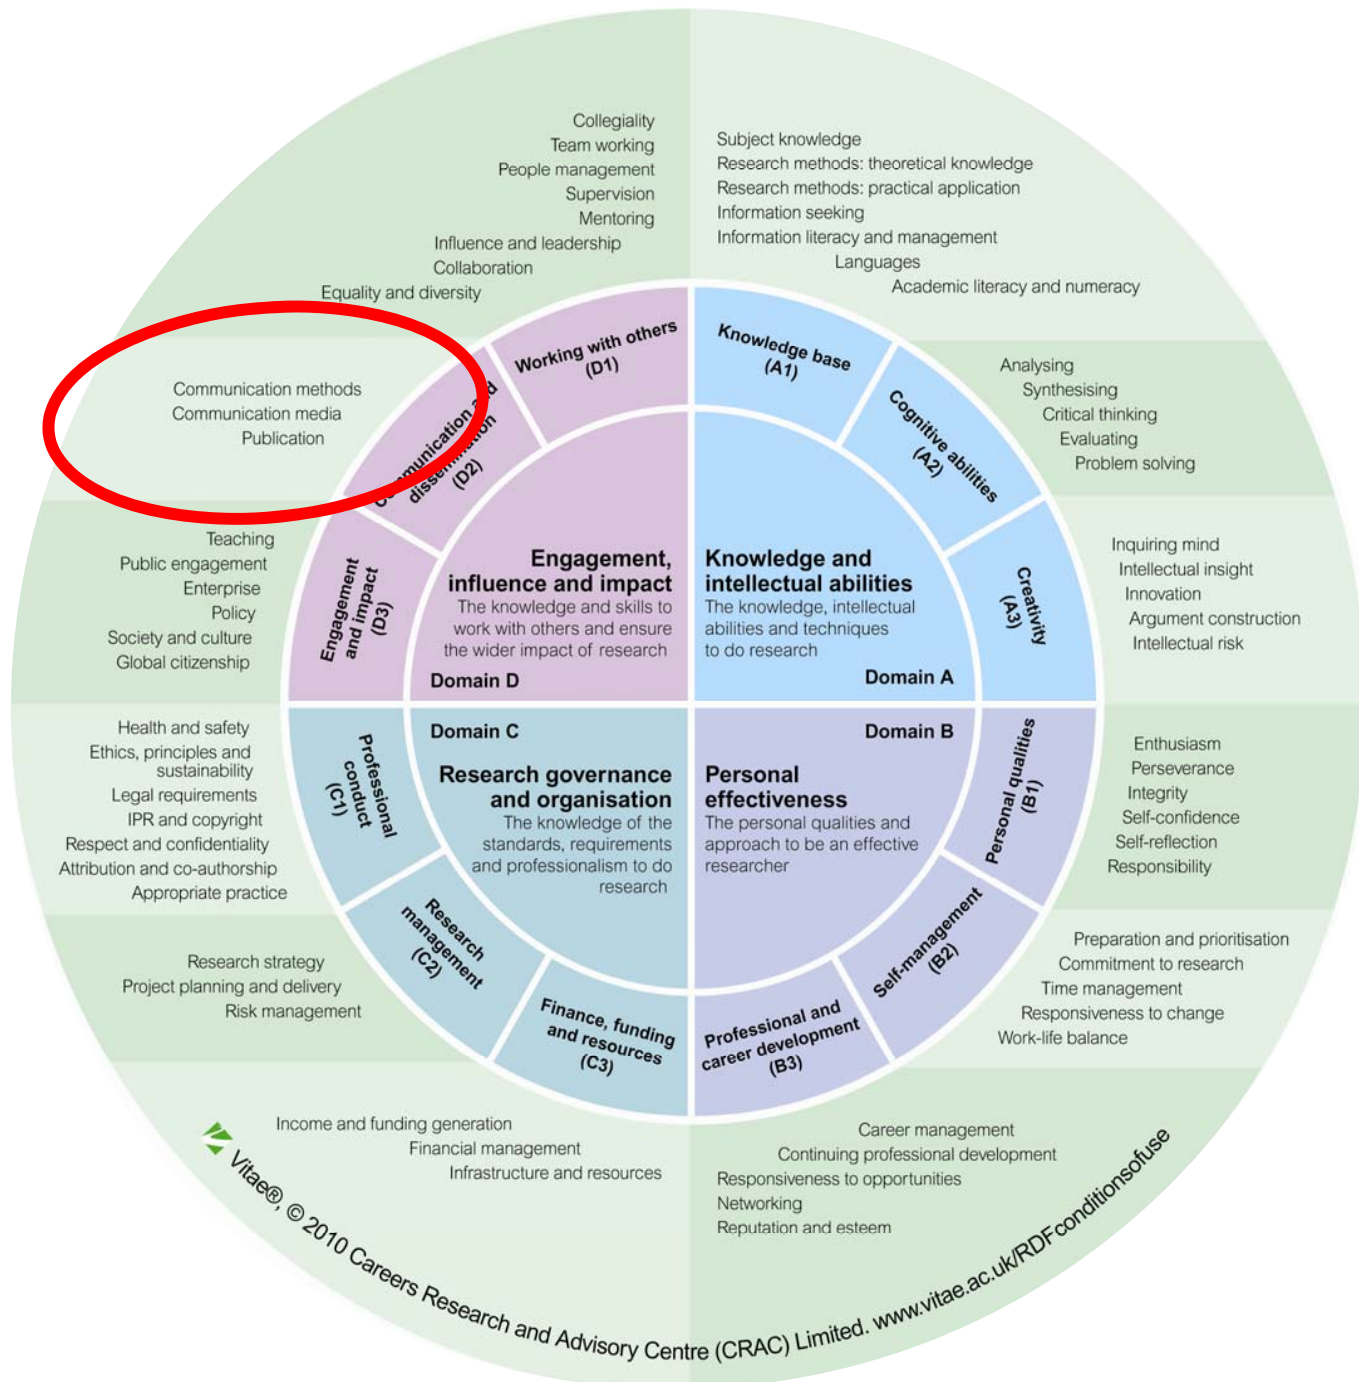 Collegiality
Team working
People management
Supervision
Mentoring
Influence and leadership
Collaboration
Equality and diversity
Subject knowledge
Research methods: theoretical knowledge
Research methods: practical application
Information seeking
Information literacy and management
Languages
Academic literacy and numeracy
Working with others
(D1)
Knowledge base
(A1)
Communication methods
Communication media
Publication
Communication and
dissemination
(D2)
Cognitive abilities
(A2)
Analysing
Synthesising
Critical thinking
Evaluating
Problem solving
Teaching
Public engagement
Enterprise
Policy
Society and culture
Global citizenship
Engagement
and impact
(D3)
Engagement,
influence and impact
The knowledge and skills to
work with others and ensure
the wider impact of research
Domain D
Knowledge and
intellectual abilities
The knowledge, intellectual
abilities and techniques
to do research
Domain A
Creativity
(A3)
Inquiring mind
Intellectual insight
Innovation
Argument construction
Intellectual risk
Health and safety
Ethics, principles and
sustainability
Legal requirements
IPR and copyright
Respect and confidentiality
Attribution and co-authorship
Appropriate practice
Professional
conduct
(C1)
Domain C
Research governance
and organisation
The knowledge of the
standards, requirements
and professionalism to do
research
Domain B
Personal
effectiveness
The personal qualities and
approach to be an effective
researcher
Personal qualities
(B1)
Enthusiasm
Perseverance
Integrity
Self-confidence
Self-reflection
Responsibility
Research strategy
Project planning and delivery
Risk management
Research
management
(C2)
Self-management
(B2)
Preparation and prioritisation
Commitment to research
Time management
Responsiveness to change
Work-life balance
Finance, funding
and resources
(C3)
Professional and
career development
(B3)
Income and funding generation
Financial management
Infrastructure and resources
Career management
Continuing professional development
Responsiveness to opportunities
Networking
Reputation and esteem
Vitae®, © 2010 Careers Research and Advisory Centre (CRAC) Limited. www.vitae.ac.uk/RDFconditionsofuse